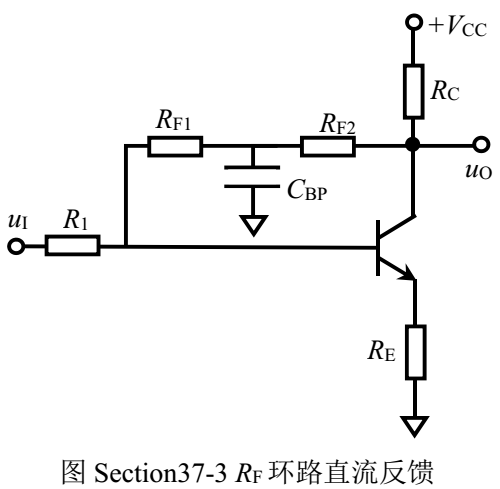 +VCC
RC
RF1
RF2
CBP
uO
uI
R1
RE
图 Section37-3 RF 环路直流反馈